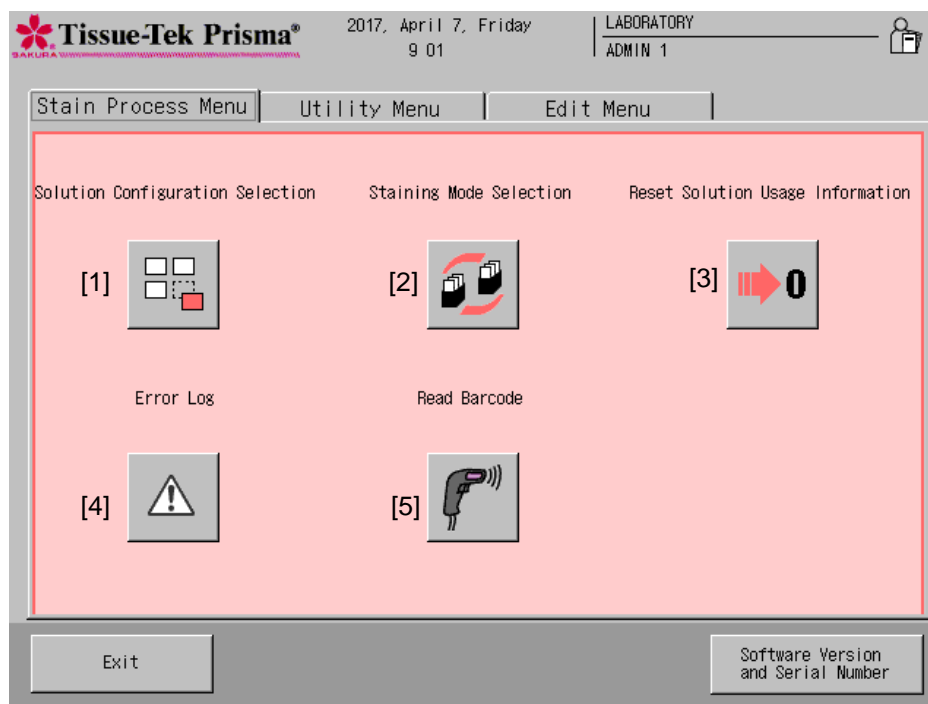 Tissue-Tek Prisma®
SAKURA
2017, April 7, Friday
9 01
LABORATORY
ADMIN 1
Stain Process Menu
Utility Menu
Edit Menu
Solution Configuration Selection
Staining Mode Selection
Reset Solution Usage Information
[1]
[2]
[3]
0
Error Log
Read Barcode
[4]
[5]
Exit
Software Version
and Serial Number